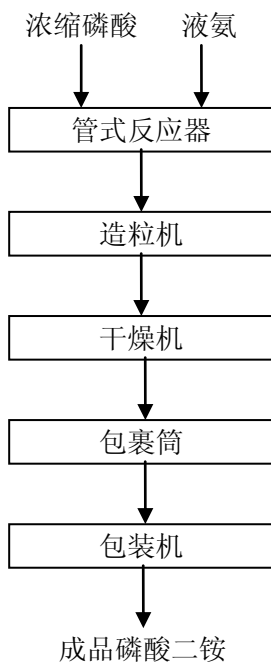 浓缩磷酸 液氨
管式反应器
造粒机
干燥机
包裹筒
包装机
成品磷酸二铵